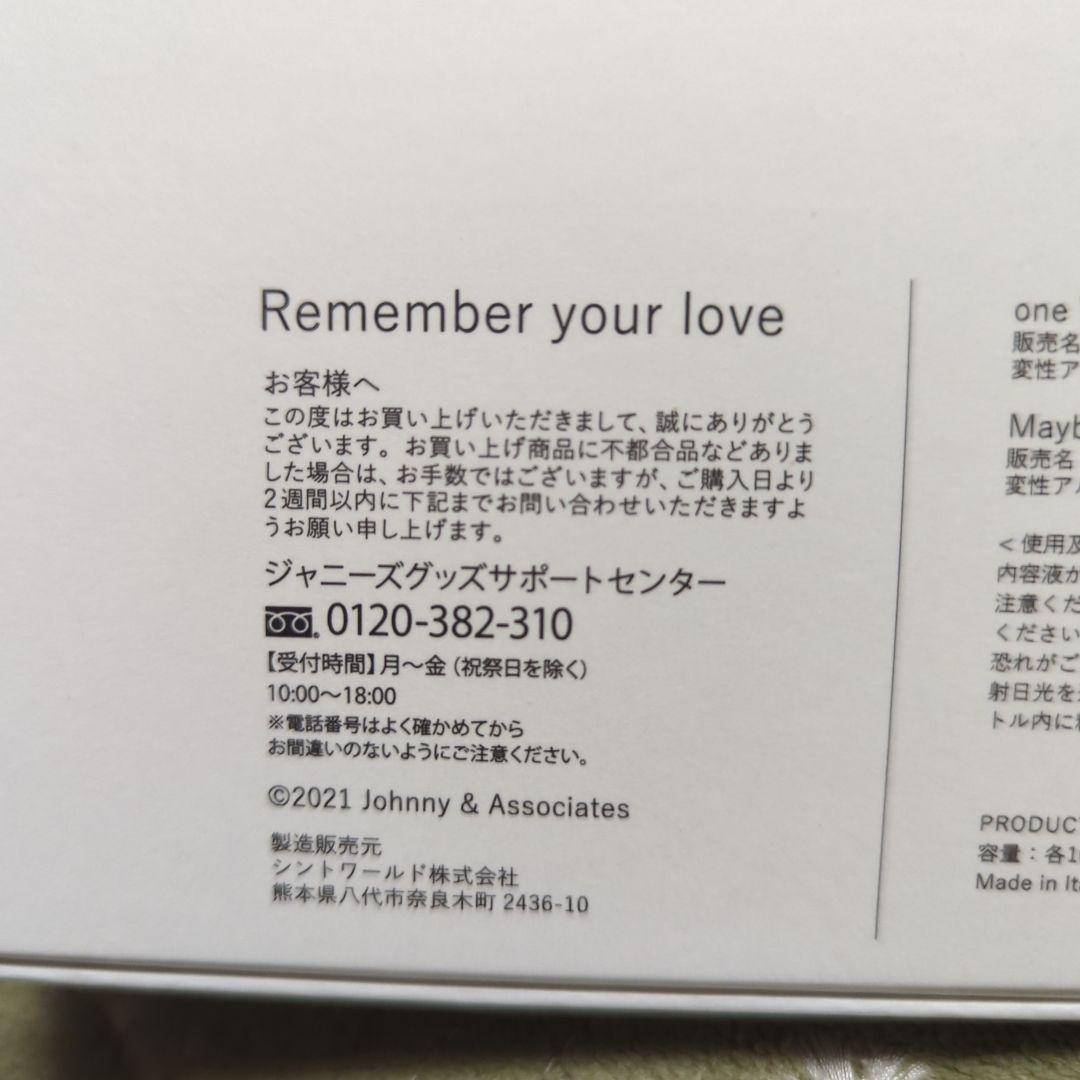 Remember your love
お客様へ
この度はお買い上げいただきまして、誠にありがとう
ございます。お買い上げ商品に不都合品などありま
した場合は、お手数ではございますが、ご購入日より
2週間以内に下記までお問い合わせいただきますよ
うお願い申し上げます。
ジャニーズグッズサポートセンター
0120-382-310
【受付時間】月〜金（祝祭日を除く）
10:00〜18:00
※電話番号はよく確かめてから
お間違いのないようにご注意ください。
©2021 Johnny & Associates
製造販売元
シントワールド株式会社
熊本県八代市奈良木町 2436-10
one
販売名
変性ア
Mayb
販売名
変性アル
＜使用及
内容液が
注意くだ
ください
恐れがご
射日光を
トル内に
PRODUCT
容量：各1
Made in Ita